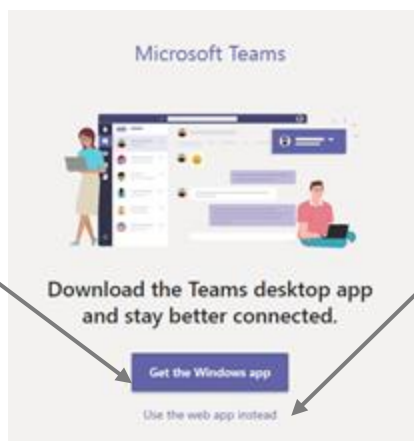 Microsoft Teams
Download the Teams desktop app
and stay better connected.
Get the Windows app
Use the web app instead